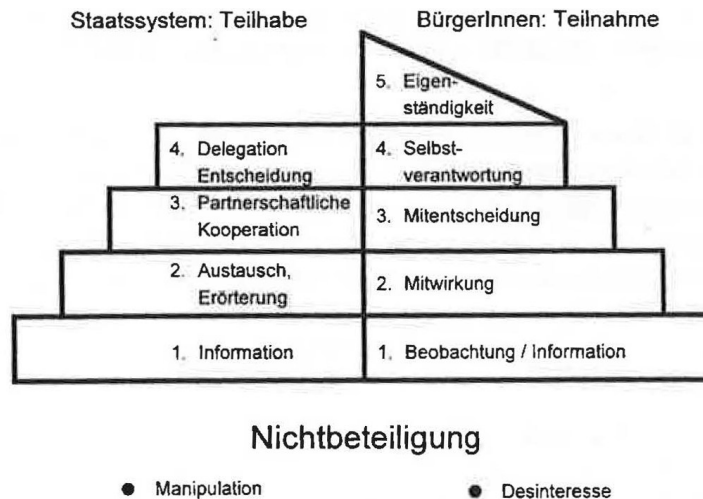 Staatssystem: Teilhabe
BürgerInnen: Teilnahme
5. Eigen-
ständigkeit
4. Delegation
Entscheidung
4. Selbst-
verantwortung
3. Partnerschaftliche
Kooperation
3. Mitentscheidung
2. Austausch,
Erörterung
2. Mitwirkung
1. Information
1. Beobachtung / Information
Nichtbeteiligung
● Manipulation
● Desinteresse